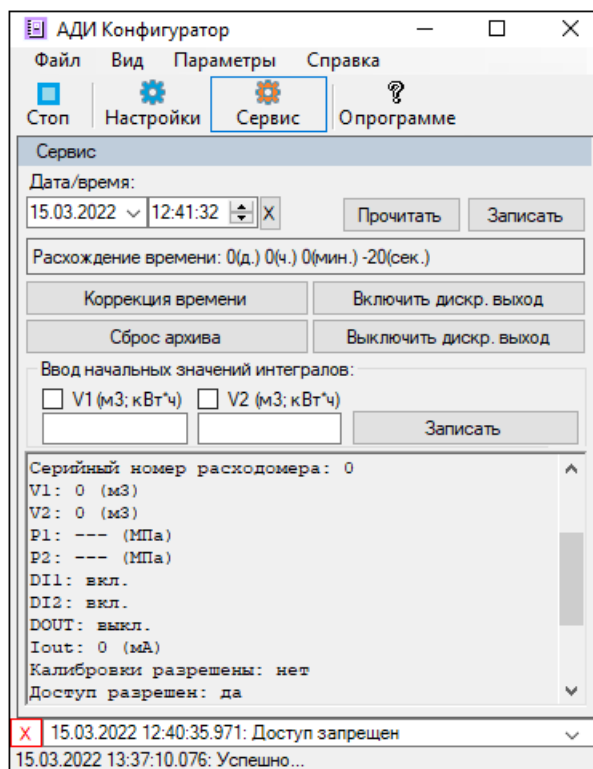 АДИ Конфигуратор
Файл Вид Параметры Справка
Стоп Настройки Сервис О программе
Сервис
Дата/время:
15.03.2022 12:41:32 X Прочитать Записать
Расхождение времени: 0(д.) 0(ч.) 0(мин.) -20(сек.)
Коррекция времени Включить дискр. выход
Сброс архива Выключить дискр. выход
Ввод начальных значений интегралов:
V1 (м3; кВт*ч) V2 (м3; кВт*ч)
Записать
Серийный номер расходомера: 0
V1: 0 (м3)
V2: 0 (м3)
P1: --- (МПа)
P2: --- (МПа)
DI1: вкл.
DI2: вкл.
DOUT: выкл.
Iout: 0 (мА)
Калибровки разрешены: нет
Доступ разрешен: да
X 15.03.2022 12:40:35.971: Доступ запрещен
15.03.2022 13:37:10.076: Успешно...